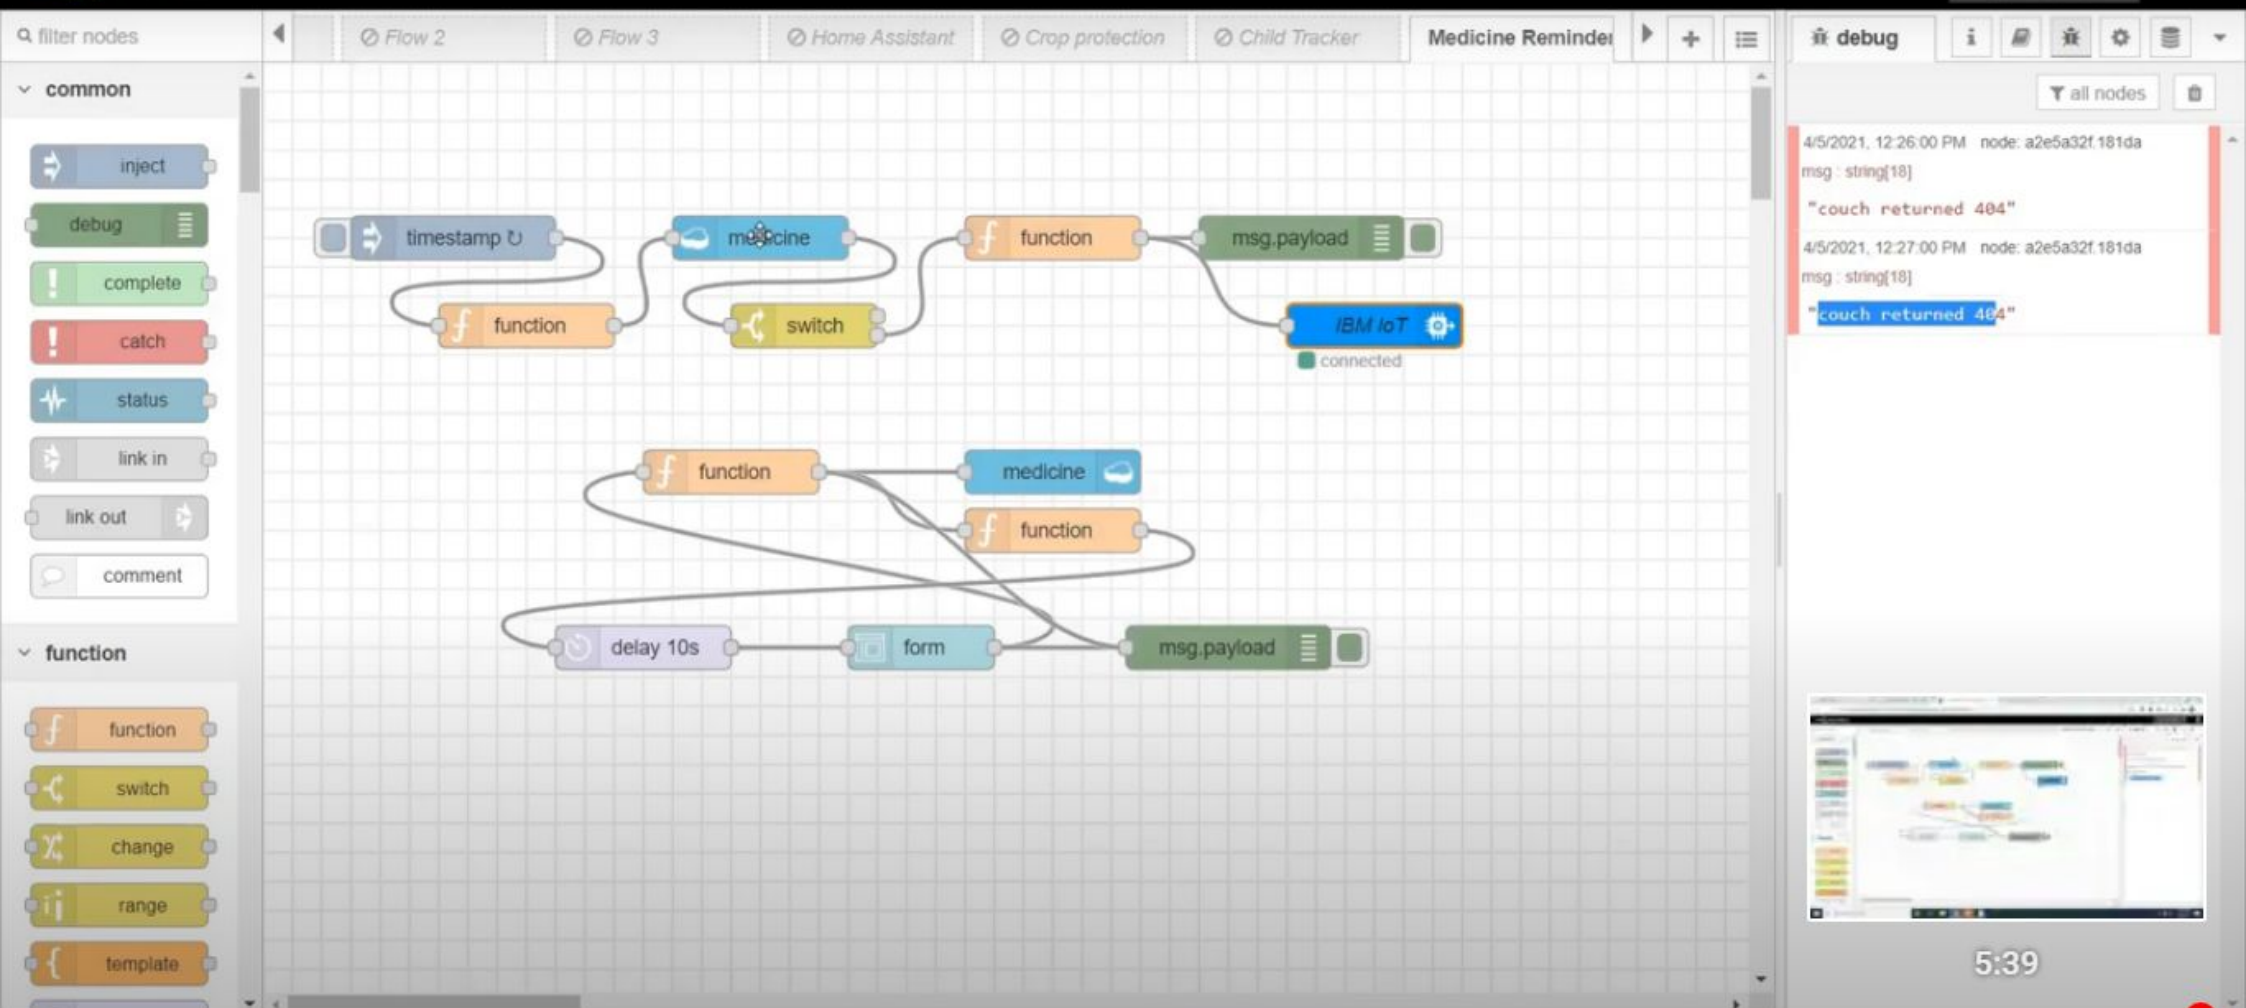 filter nodes
Flow 2
Flow 3
Home Assistant
Crop protection
Child Tracker
Medicine Reminder
debug
i
all nodes
common
inject
debug
complete
catch
status
link in
link out
comment
function
function
switch
change
range
template
timestamp ↻
medicine
function
msg.payload
function
switch
IBM IoT
connected
function
medicine
function
delay 10s
form
msg.payload
4/5/2021, 12:26:00 PM node: a2e5a32f.181da
msg : string[18]
"couch returned 404"
4/5/2021, 12:27:00 PM node: a2e5a32f.181da
msg : string[18]
"couch returned 404"
5:39